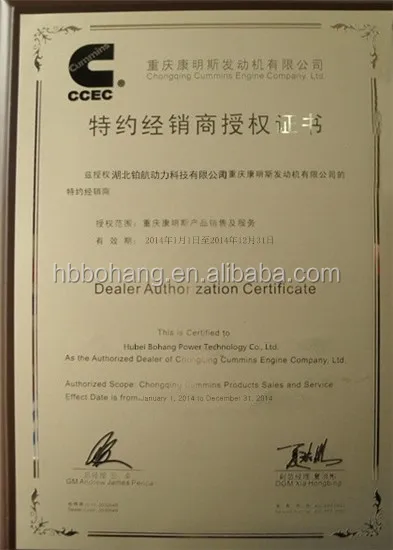 Cummins
CCEC
重庆康明斯发动机有限公司
Chongqing Cummins Engine Company, Ltd.
特约经销商授权证书
兹授权湖北铂航动力科技有限公司为重庆康明斯发动机有限公司的
特约经销商
授权范围：重庆康明斯产品销售及服务
有 效 期：2014年1月1日至2014年12月31日
hbbohang.en.alibaba.com
Dealer Authorization Certificate
This is Certified to
Hubei Bohang Power Technology Co., Ltd.
As the Authorized Dealer of Chongqing Cummins Engine Company, Ltd.
Authorized Scope: Chongqing Cummins Products Sales and Service
Effect Date is from January 1, 2014 to December 31, 2014
GM Andrew James Penca
DGM Xia Hongbing